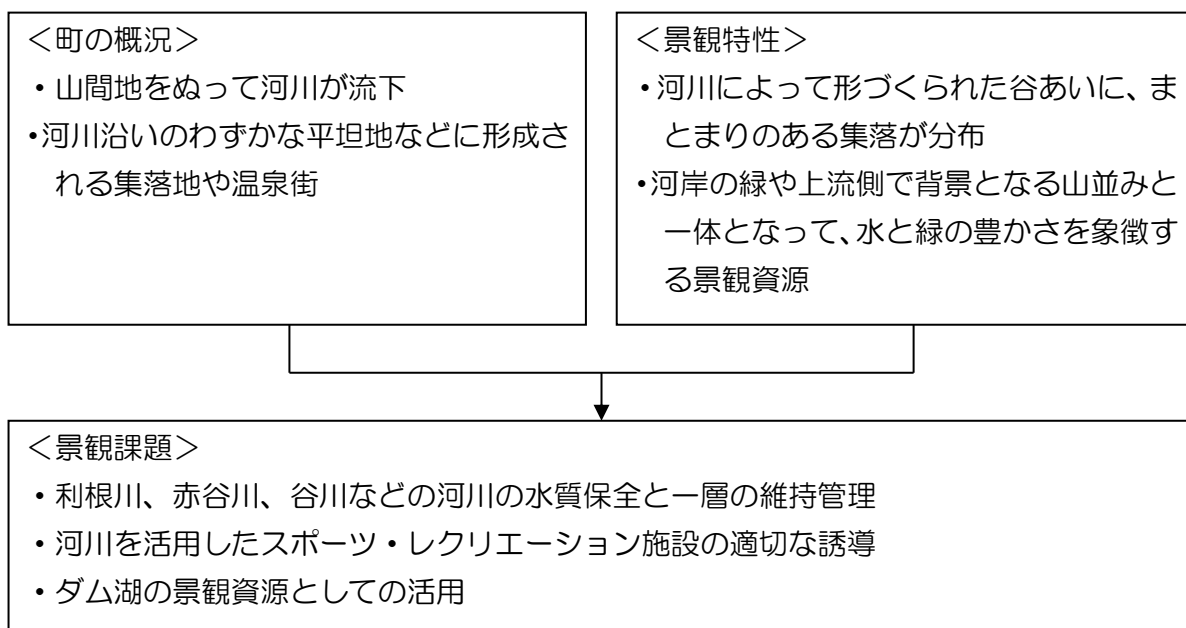 ＜町の概況＞
・山間地をぬって河川が流下
・河川沿いのわずかな平坦地などに形成さ
れる集落地や温泉街
＜景観特性＞
・河川によって形づくられた谷あいに、ま
とまりのある集落が分布
・河岸の緑や上流側で背景となる山並みと
一体となって、水と緑の豊かさを象徴す
る景観資源
＜景観課題＞
・利根川、赤谷川、谷川などの河川の水質保全と一層の維持管理
・河川を活用したスポーツ・レクリエーション施設の適切な誘導
・ダム湖の景観資源としての活用